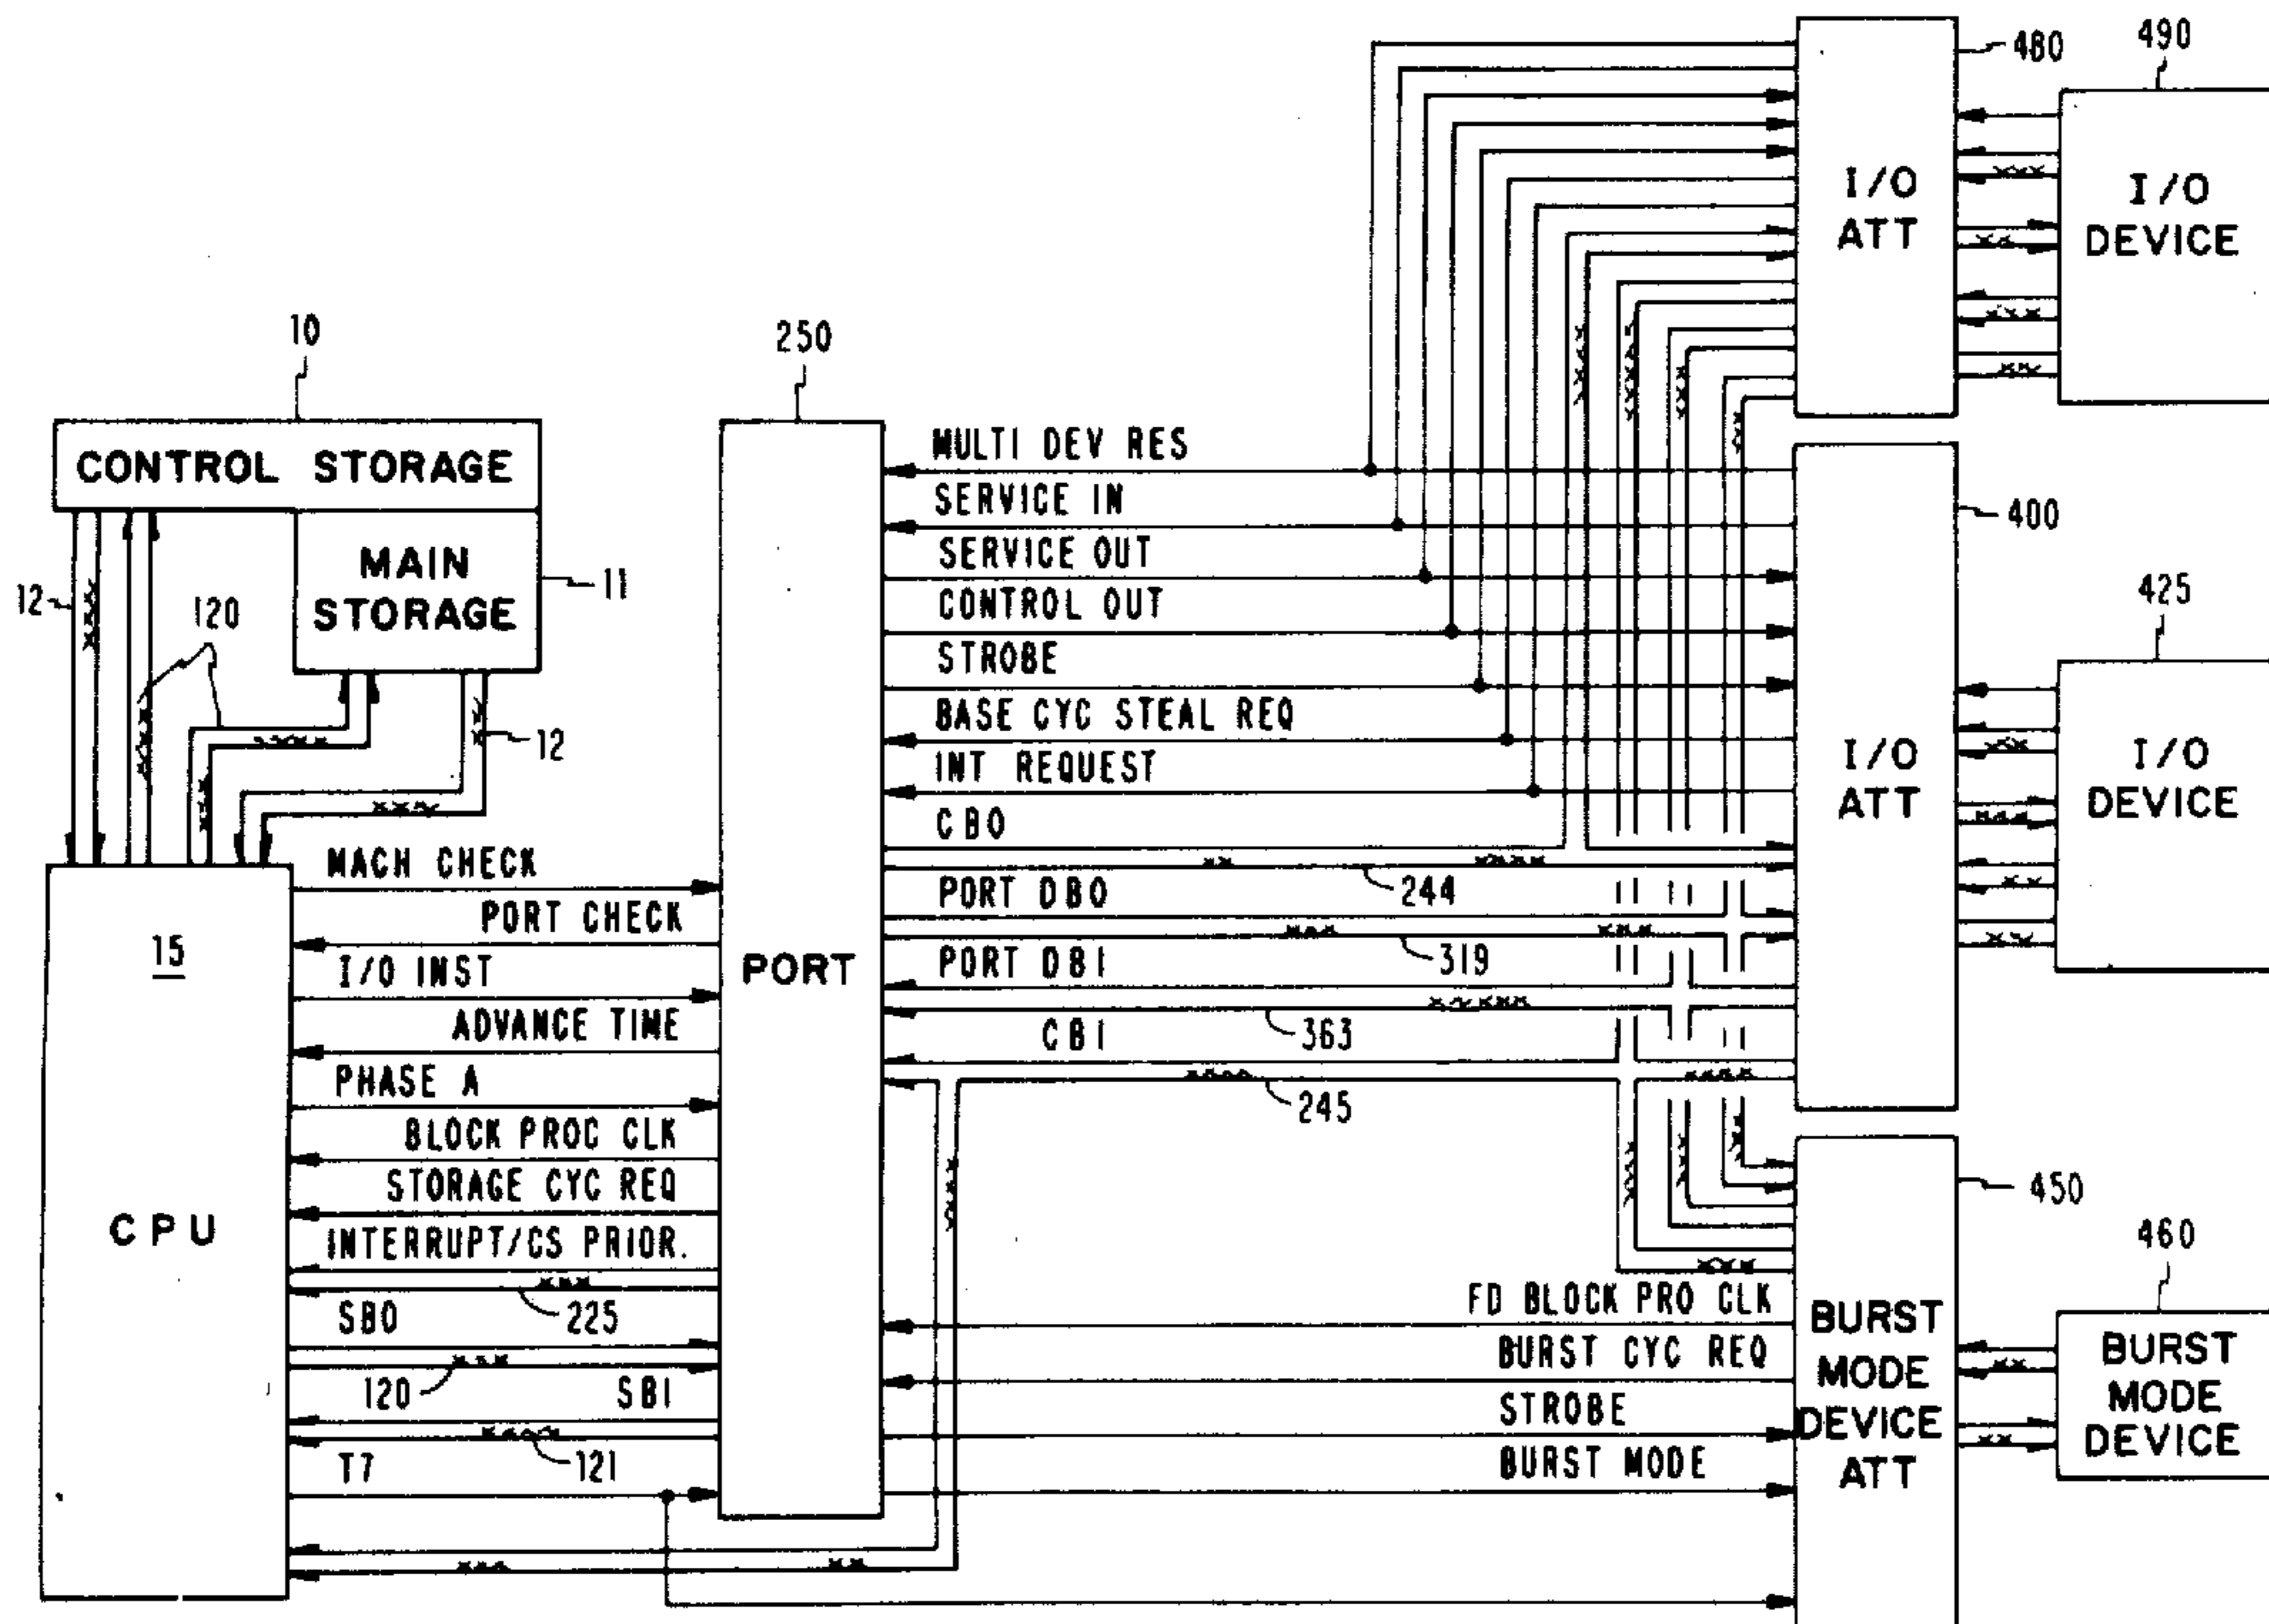 10
CONTROL STORAGE
MAIN
STORAGE
11
12
120
12
15
CPU
MACH CHECK
PORT CHECK
I/O INST
ADVANCE TIME
PHASE A
BLOCK PROC CLK
STORAGE CYC REQ
INTERRUPT/CS PRIOR.
225
SBO
120
SBI
121
T7
250
PORT
MULTI DEV RES
SERVICE IN
SERVICE OUT
CONTROL OUT
STROBE
BASE CYC STEAL REQ
INT REQUEST
CBO
244
PORT DBO
319
PORT DBI
363
CBI
245
FD BLOCK PRO CLK
BURST CYC REQ
STROBE
BURST MODE
480
I/O
ATT
490
I/O
DEVICE
400
I/O
ATT
425
I/O
DEVICE
450
BURST
MODE
DEVICE
ATT
460
BURST
MODE
DEVICE